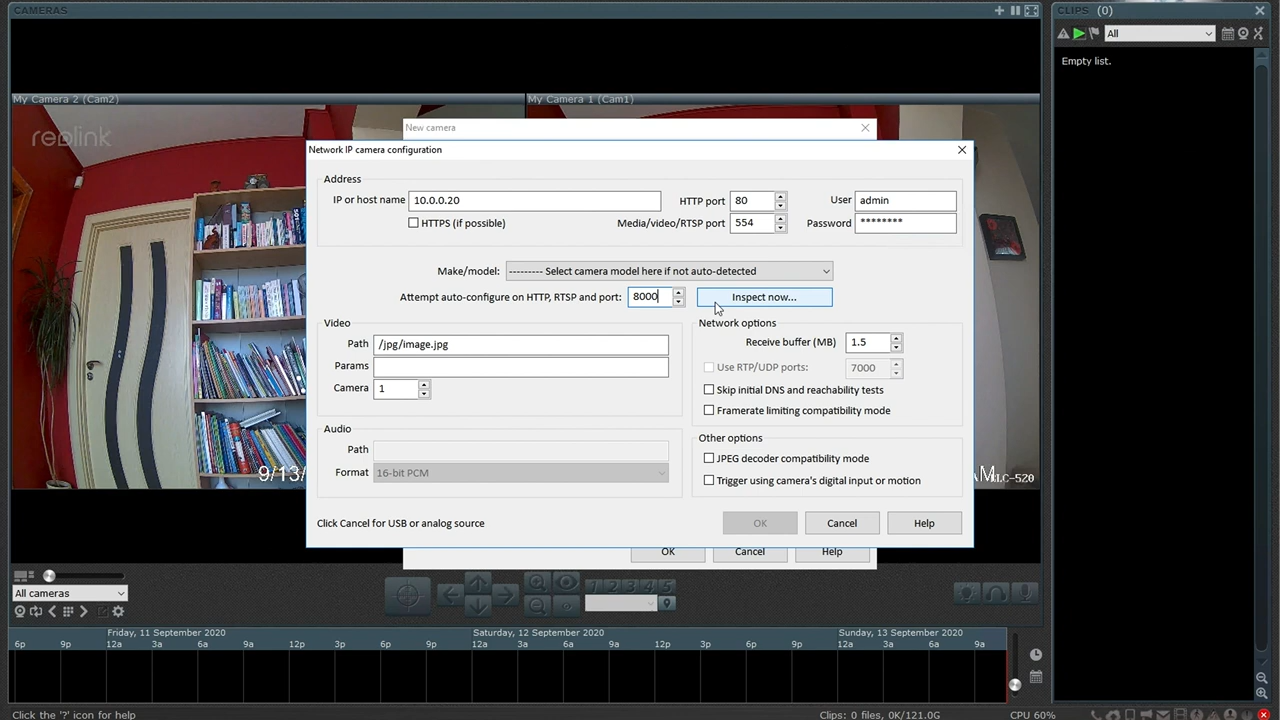 CAMERAS
CLIPS (0)
All
Empty list.
My Camera 2 (Cam2)
My Camera 1 (Cam1)
reolink
New camera
Network IP camera configuration
Address
IP or host name 10.0.0.20 HTTP port 80 User admin
HTTPS (if possible) Media/video/RTSP port 554 Password ********
Make/model: --------- Select camera model here if not auto-detected
Attempt auto-configure on HTTP, RTSP and port: 8000 Inspect now...
Video
Path /jpg/image.jpg
Params
Camera 1
Network options
Receive buffer (MB) 1.5
Use RTP/UDP ports: 7000
Skip initial DNS and reachability tests
Framerate limiting compatibility mode
Audio
Path
Format 16-bit PCM
Other options
JPEG decoder compatibility mode
Trigger using camera's digital input or motion
9/13/
AM
RLC-520
Click Cancel for USB or analog source
OK Cancel Help
OK Cancel Help
1 2 3 4 5
All cameras
Friday, 11 September 2020 Saturday, 12 September 2020 Sunday, 13 September 2020
6p 9p 12a 3a 6a 9a 12p 3p 6p 9p 12a 3a 6a 9a 12p 3p 6p 9p 12a 3a 6a 9a
Click the '?' icon for help
Clips: 0 files, 0K/121.0G
CPU 60%